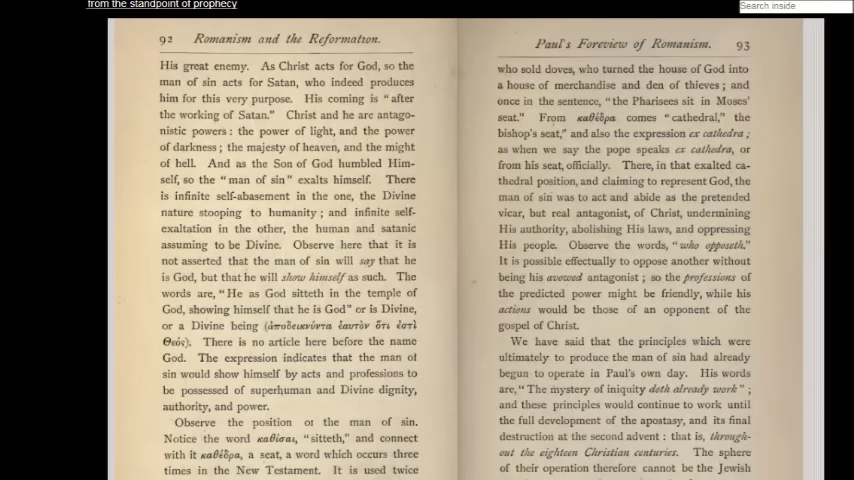 from the standpoint of prophecy
Search inside
92 Romanism and the Reformation.
His great enemy. As Christ acts for God, so the
man of sin acts for Satan, who indeed produces
him for this very purpose. His coming is “after
the working of Satan.” Christ and he are antago-
nistic powers: the power of light, and the power
of darkness; the majesty of heaven, and the might
of hell. And as the Son of God humbled Him-
self, so the “man of sin” exalts himself. There
is infinite self-abasement in the one, the Divine
nature stooping to humanity; and infinite self-
exaltation in the other, the human and satanic
assuming to be Divine. Observe here that it is
not asserted that the man of sin will say that he
is God, but that he will show himself as such. The
words are, “He as God sitteth in the temple of
God, showing himself that he is God” or is Divine,
or a Divine being (ἀποδεικνύντα ἑαυτὸν ὅτι ἐστὶ
Θεός). There is no article here before the name
God. The expression indicates that the man of
sin would show himself by acts and professions to
be possessed of superhuman and Divine dignity,
authority, and power.
Observe the position of the man of sin.
Notice the word καθίσαι, “sitteth,” and connect
with it καθέδρα, a seat, a word which occurs three
times in the New Testament. It is used twice
Paul's Foreview of Romanism. 93
who sold doves, who turned the house of God into
a house of merchandise and den of thieves; and
once in the sentence, “the Pharisees sit in Moses'
seat.” From καθέδρα comes “cathedral,” the
bishop's seat,” and also the expression ex cathedra;
as when we say the pope speaks ex cathedra, or
from his seat, officially. There, in that exalted ca-
thedral position, and claiming to represent God, the
man of sin was to act and abide as the pretended
vicar, but real antagonist, of Christ, undermining
His authority, abolishing His laws, and oppressing
His people. Observe the words, “who opposeth.”
It is possible effectually to oppose another without
being his avowed antagonist; so the professions of
the predicted power might be friendly, while his
actions would be those of an opponent of the
gospel of Christ.
We have said that the principles which were
ultimately to produce the man of sin had already
begun to operate in Paul's own day. His words
are, “The mystery of iniquity doth already work”;
and these principles would continue to work until
the full development of the apostasy, and its final
destruction at the second advent: that is, through-
out the eighteen Christian centuries. The sphere
of their operation therefore cannot be the Jewish